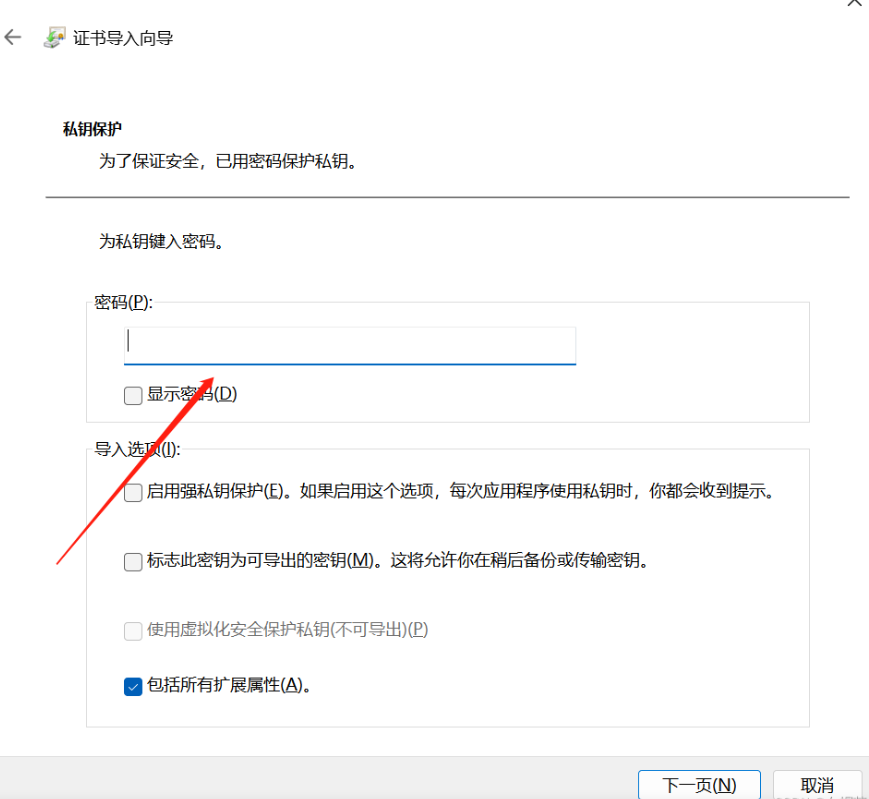 证书导入向导
私钥保护
为了保证安全，已用密码保护私钥。
为私钥键入密码。
密码(P):
显示密码(D)
导入选项(I):
启用强私钥保护(E)。如果启用这个选项，每次应用程序使用私钥时，你都会收到提示。
标志此密钥为可导出的密钥(M)。这将允许你在稍后备份或传输密钥。
使用虚拟化安全保护私钥(不可导出)(P)
包括所有扩展属性(A)。
下一页(N)
取消